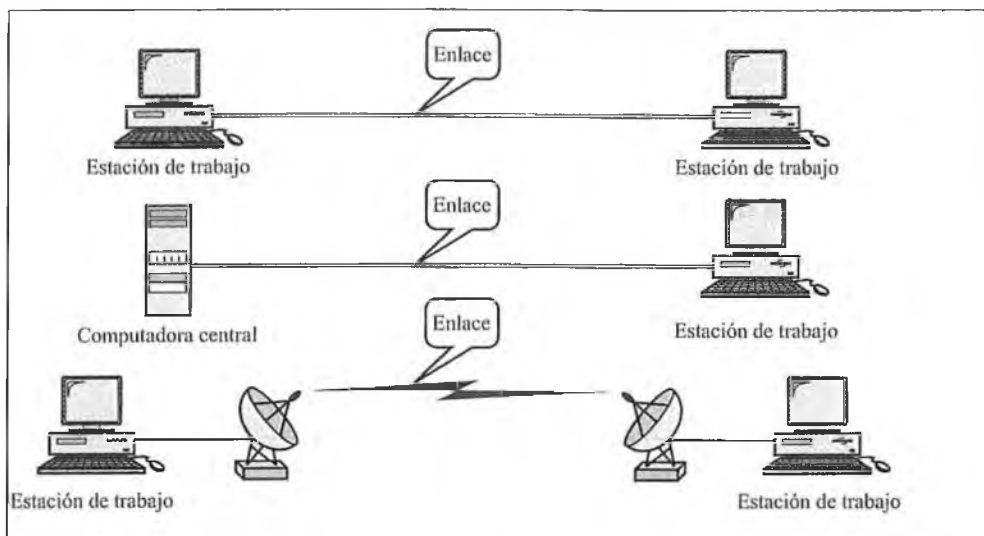 Enlace
Estación de trabajo
Estación de trabajo
Enlace
Computadora central
Estación de trabajo
Enlace
Estación de trabajo
Estación de trabajo